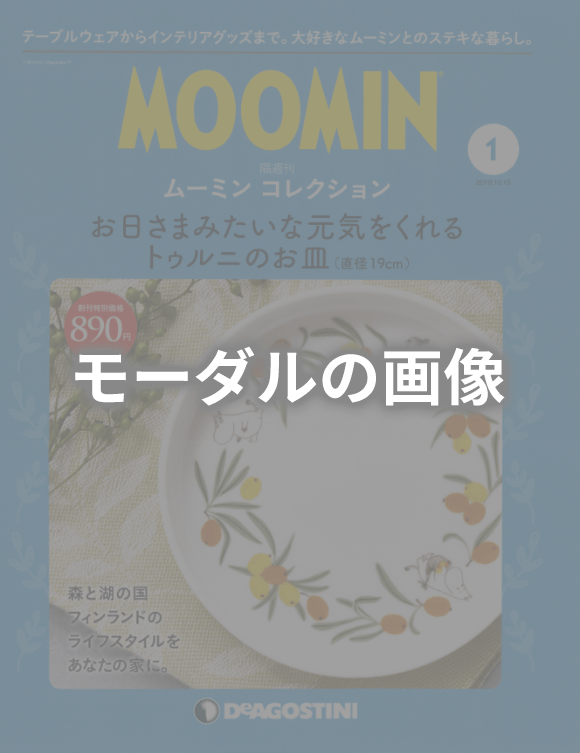 テーブルウェアからインテリアグッズまで。大好きなムーミンとのステキな暮らし。
MOOMIN
1
隔週刊
ムーミン コレクション
お日さまみたいな元気をくれる
トゥルニのお皿(直径19cm)
創刊特別価格
890円
モーダルの画像
森と湖の国
フィンランドの
ライフスタイルを
あなたの家に。
DeAGOSTINI